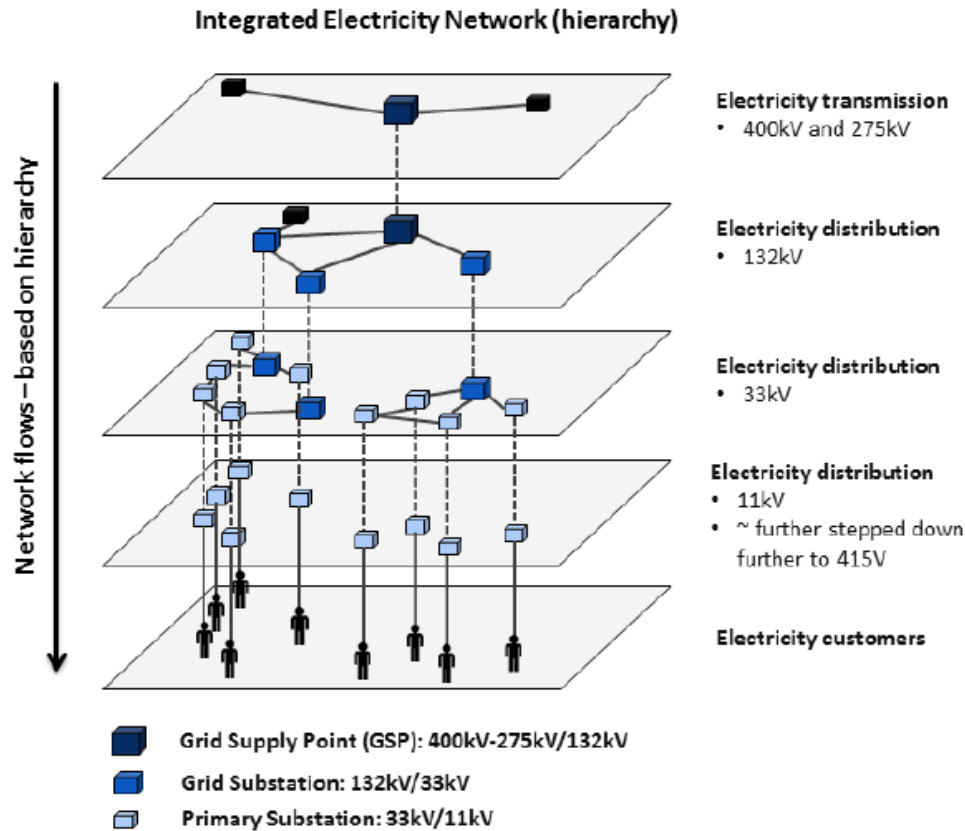 Integrated Electricity Network (hierarchy)
Network flows – based on hierarchy
Electricity transmission
• 400kV and 275kV
Electricity distribution
• 132kV
Electricity distribution
• 33kV
Electricity distribution
• 11kV
• ~ further stepped down
further to 415V
Electricity customers
Grid Supply Point (GSP): 400kV-275kV/132kV
Grid Substation: 132kV/33kV
Primary Substation: 33kV/11kV